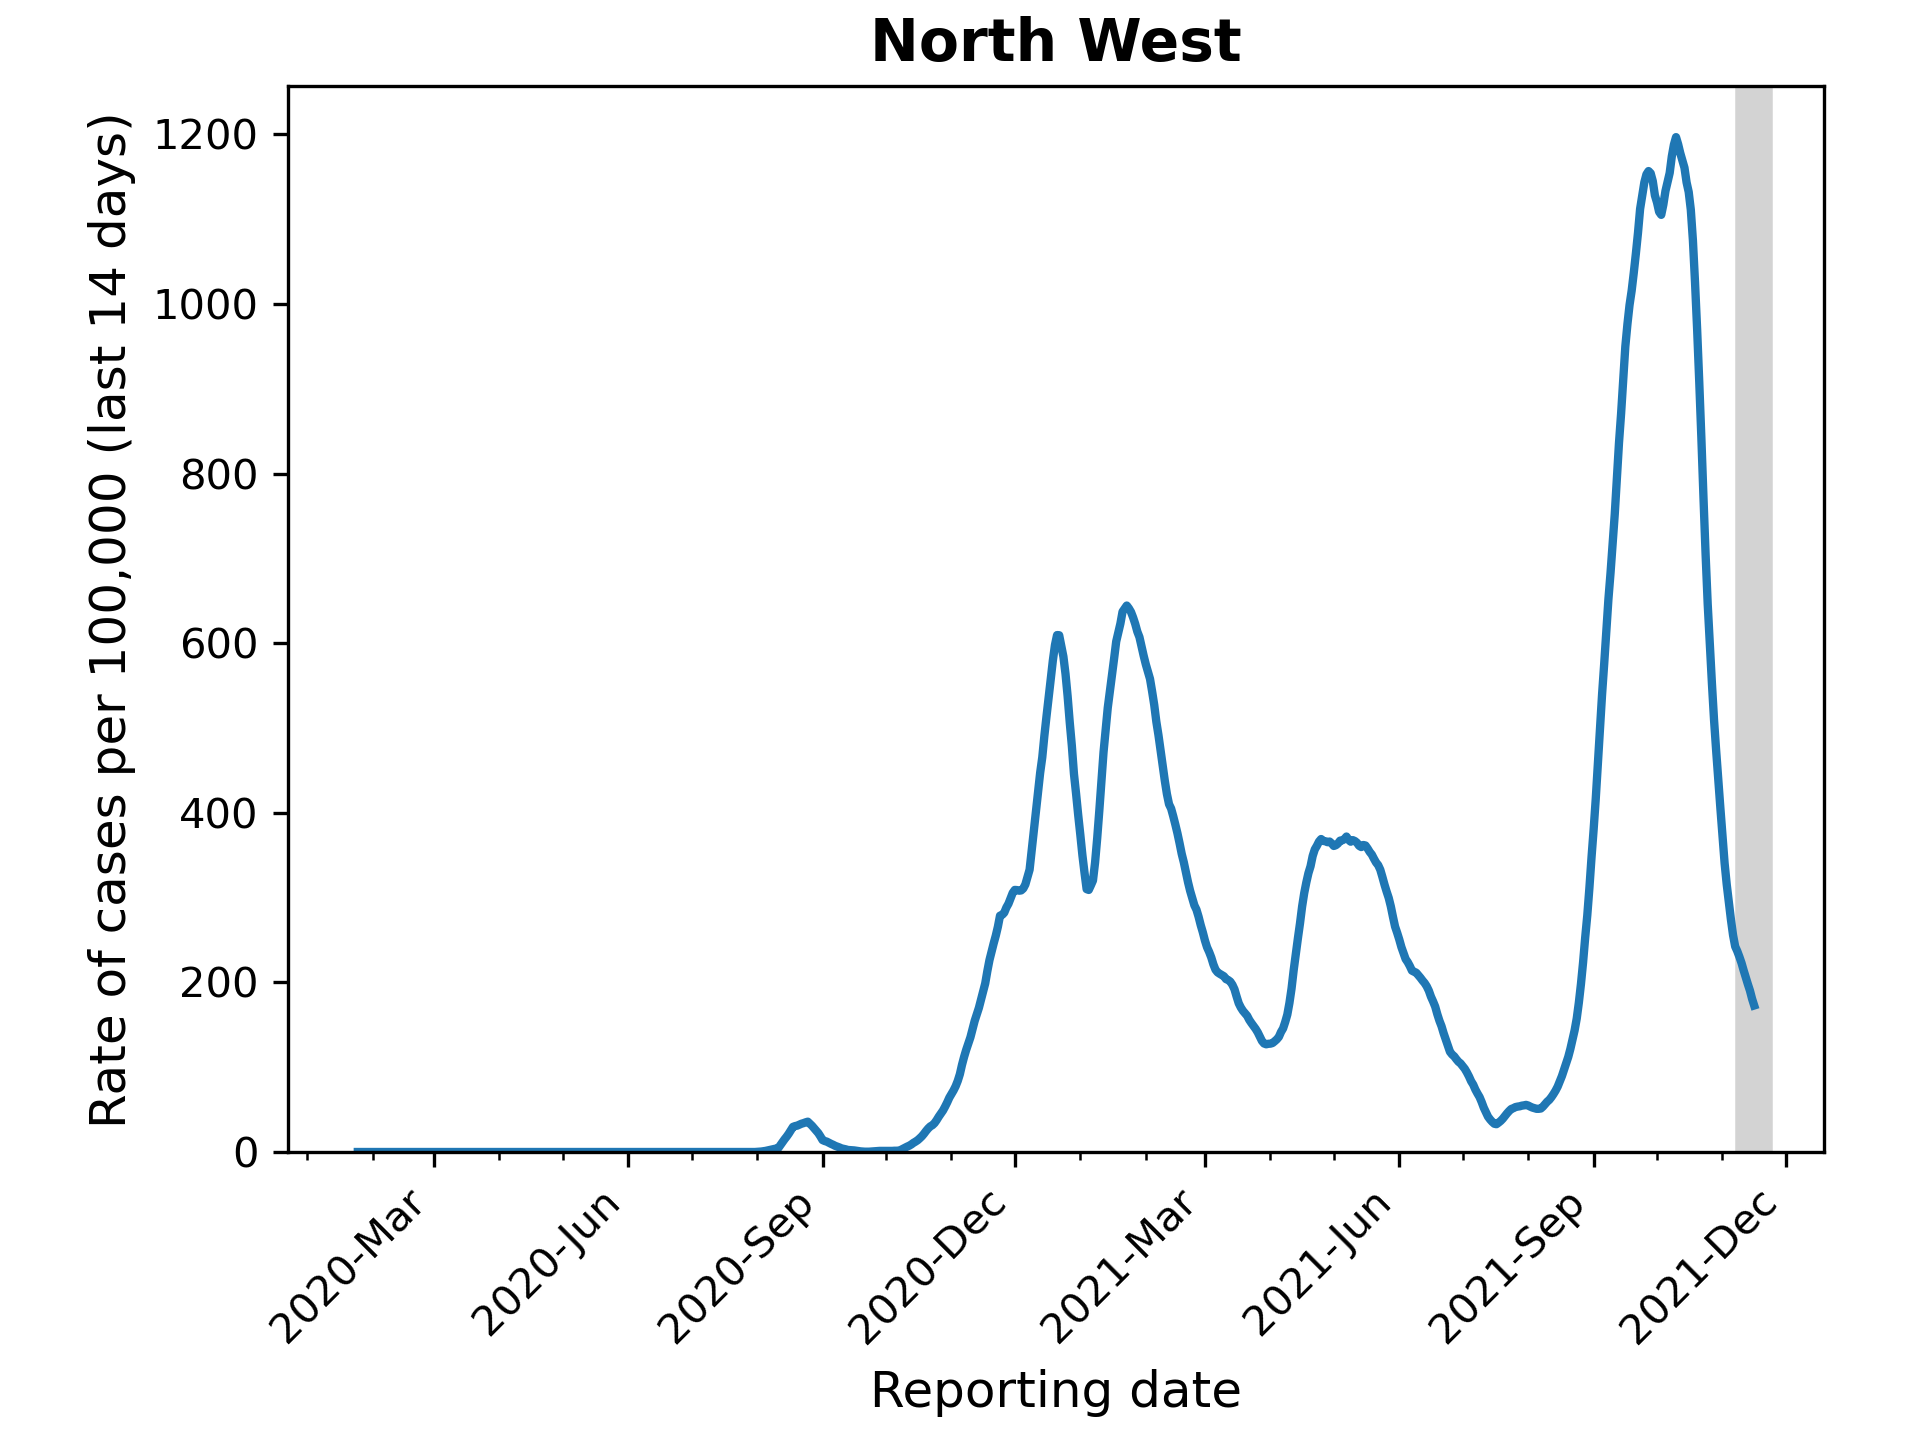 North West
Rate of cases per 100,000 (last 14 days)
1200
1000
800
600
400
200
0
2020-Mar
2020-Jun
2020-Sep
2020-Dec
2021-Mar
2021-Jun
2021-Sep
2021-Dec
Reporting date